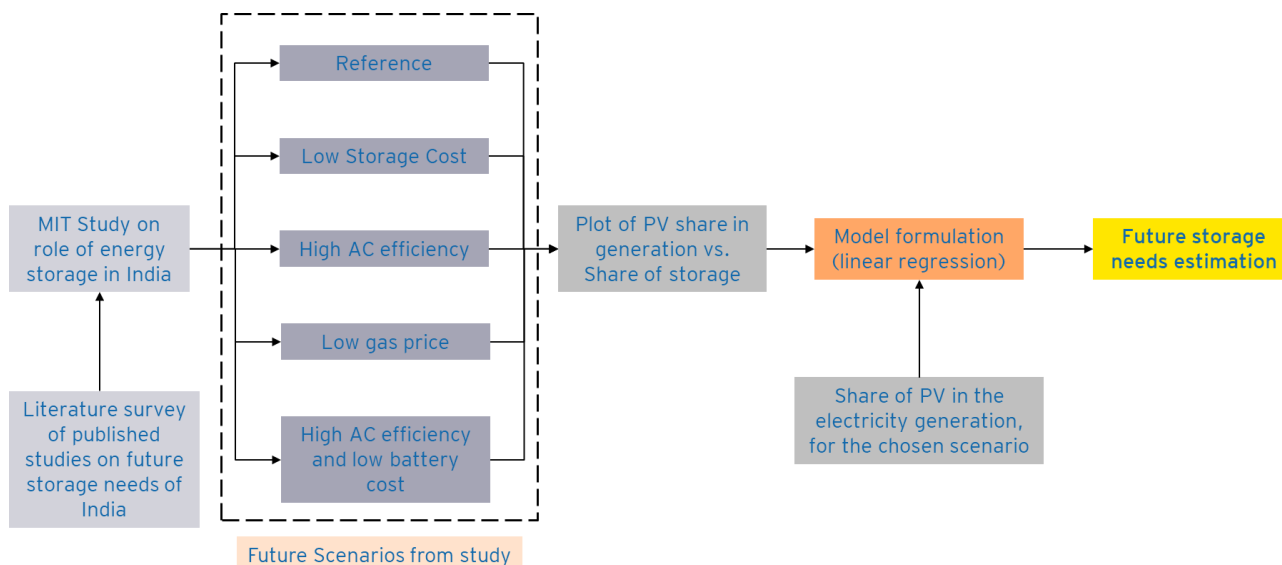 Reference
Low Storage Cost
MIT Study on
role of energy
storage in India
High AC efficiency
Plot of PV share in
generation vs.
Share of storage
Model formulation
(linear regression)
Future storage
needs estimation
Low gas price
Literature survey
of published
studies on future
storage needs of
India
High AC efficiency
and low battery
cost
Share of PV in the
electricity generation,
for the chosen scenario
Future Scenarios from study